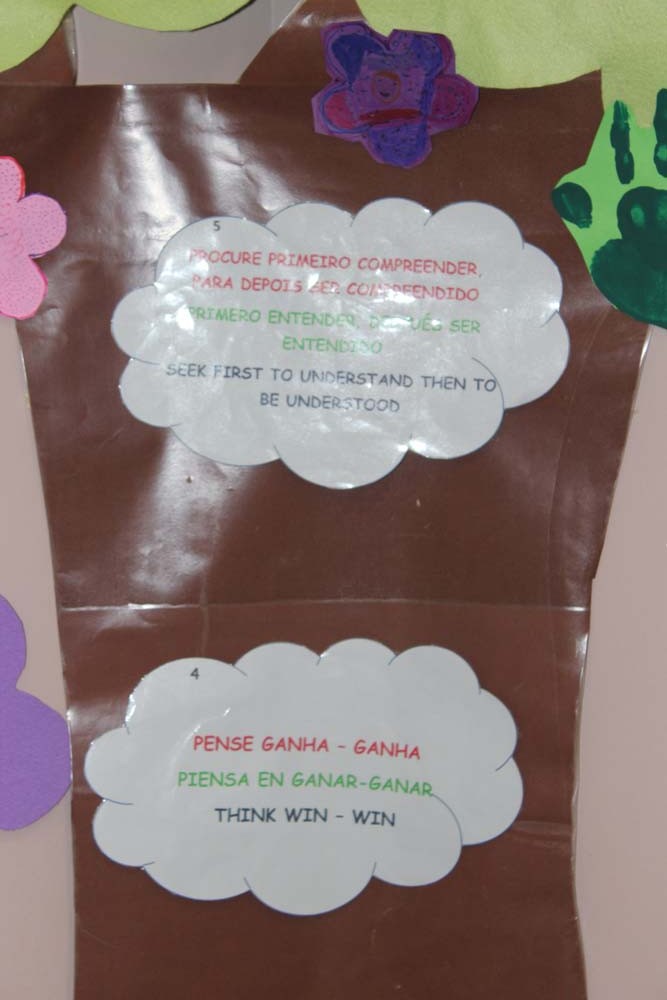 5
PROCURE PRIMEIRO COMPREENDER,
PARA DEPOIS SER COMPREENDIDO
PRIMERO ENTENDER, DESPUÉS SER
ENTENDIDO
SEEK FIRST TO UNDERSTAND THEN TO
BE UNDERSTOOD
4
PENSE GANHA - GANHA
PIENSA EN GANAR-GANAR
THINK WIN - WIN